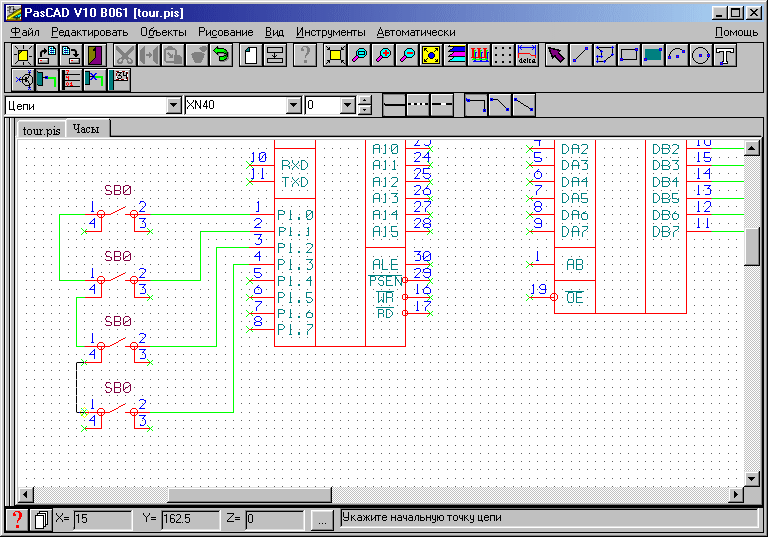 PasCAD V10 B061 [tour.pis]
Файл Редактировать Объекты Рисование Вид Инструменты Автоматически Помощь
delta
Цепи XN40 0
tour.pis Часы
10 RXD
11 TXD
A10
A11 24
A12 25
A13 26
A14 27
A15 28
ALE 30
PSEN 29
WR 16
RD 17
1 P1.0
2 P1.1
3 P1.2
4 P1.3
5 P1.4
6 P1.5
7 P1.6
8 P1.7
SB0
1 2
4 3
SB0
1 2
4 3
SB0
1 2
4 3
SB0
1 2
4 3
DA2 DB2
5 DA3 DB3 15
6 DA4 DB4 14
7 DA5 DB5 13
8 DA6 DB6 12
9 DA7 DB7 11
1 AB
19 OE
X= 15 Y= 162.5 Z= 0 ... Укажите начальную точку цепи